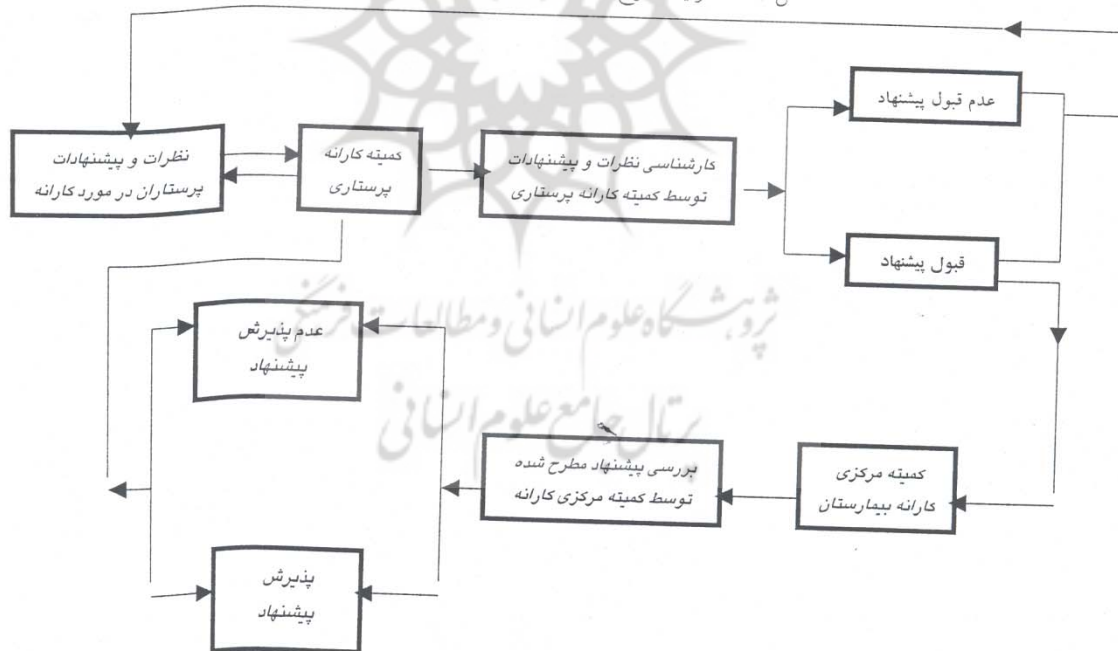 عدم قبول پیشنهاد
نظرات و پیشنهادات
پرستاران در مورد کارانه
کمیته کارانه
پرستاری
کارشناسی نظرات و پیشنهادات
توسط کمیته کارانه پرستاری
قبول پیشنهاد
پژوهشگاه علوم انسانی و مطالعات فرهنگی
پرتال جامع علوم انسانی
عدم پذیرش
پیشنهاد
بررسی پیشنهاد مطرح شده
توسط کمیته مرکزی کارانه
کمیته مرکزی
کارانه بیمارستان
پذیرش
پیشنهاد